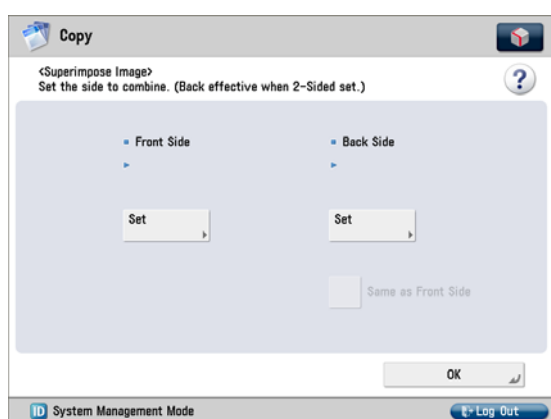 Copy
<Superimpose Image>
Set the side to combine. (Back effective when 2-Sided set.)
?
Front Side
Back Side
Set
Set
Same as Front Side
OK
ID System Management Mode
Log Out